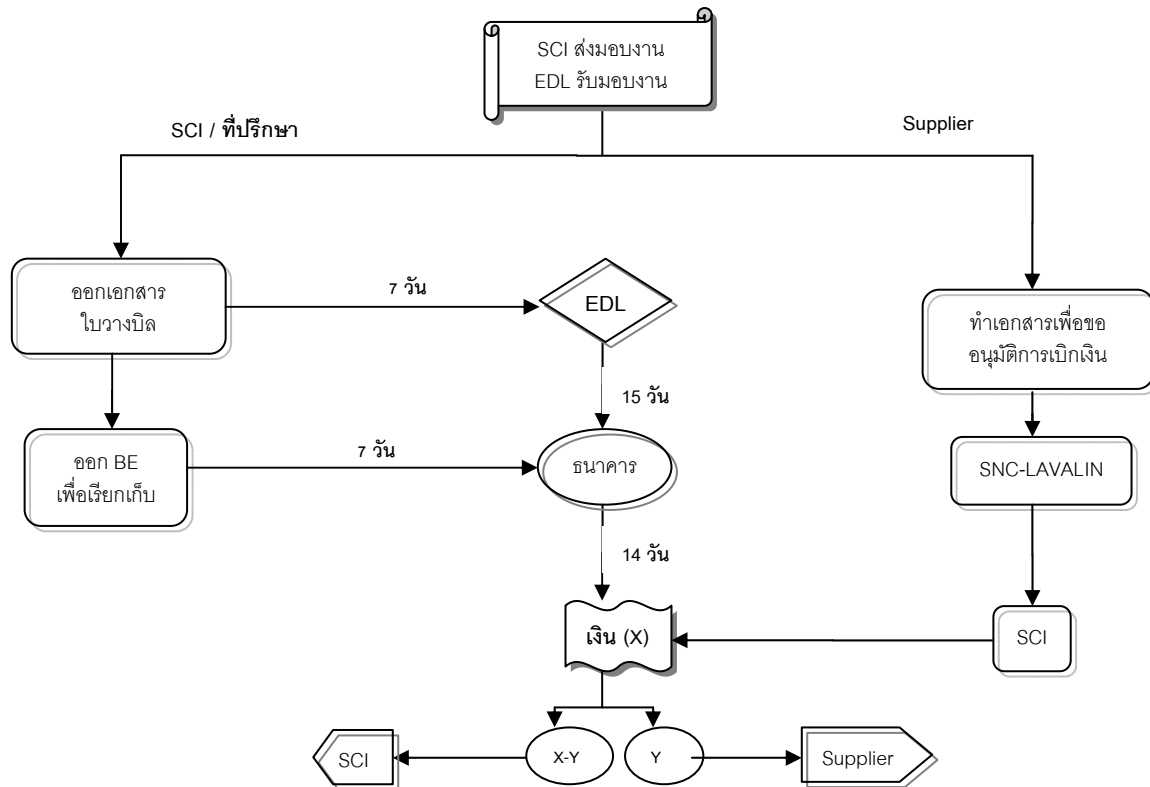 SCI ส่งมอบงาน
EDL รับมอบงาน
SCI / ที่ปรึกษา
Supplier
ออกเอกสาร
ใบวางบิล
7 วัน
EDL
ทำเอกสารเพื่อขอ
อนุมัติการเบิกเงิน
15 วัน
ออก BE
เพื่อเรียกเก็บ
7 วัน
ธนาคาร
SNC-LAVALIN
14 วัน
เงิน (X)
SCI
SCI
X-Y
Y
Supplier